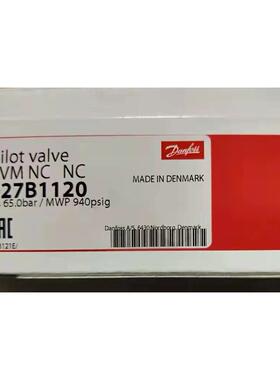 ilot valve
VM NC NC
27B1120
65.0bar / MWP 940psig
Danfoss
MADE IN DENMARK
Danfoss A/S, 6430 Nordborg, Denmark